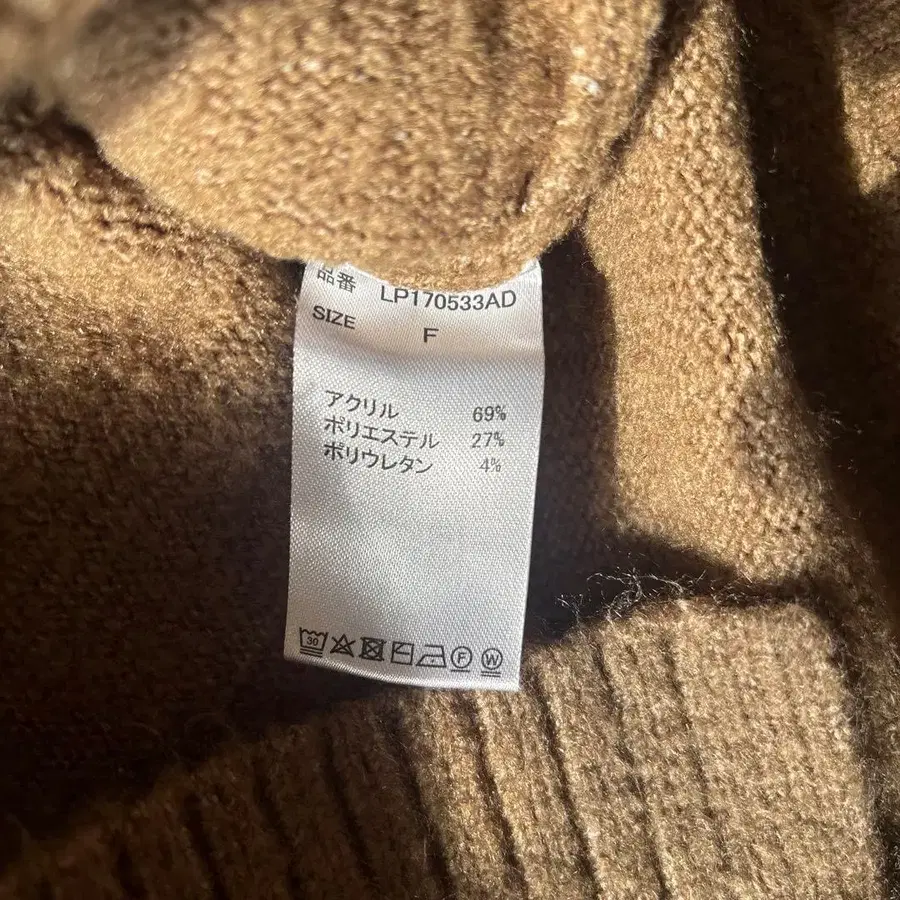 品番 LP170533AD
SIZE F
アクリル 69%
ポリエステル 27%
ポリウレタン 4%
30 F W